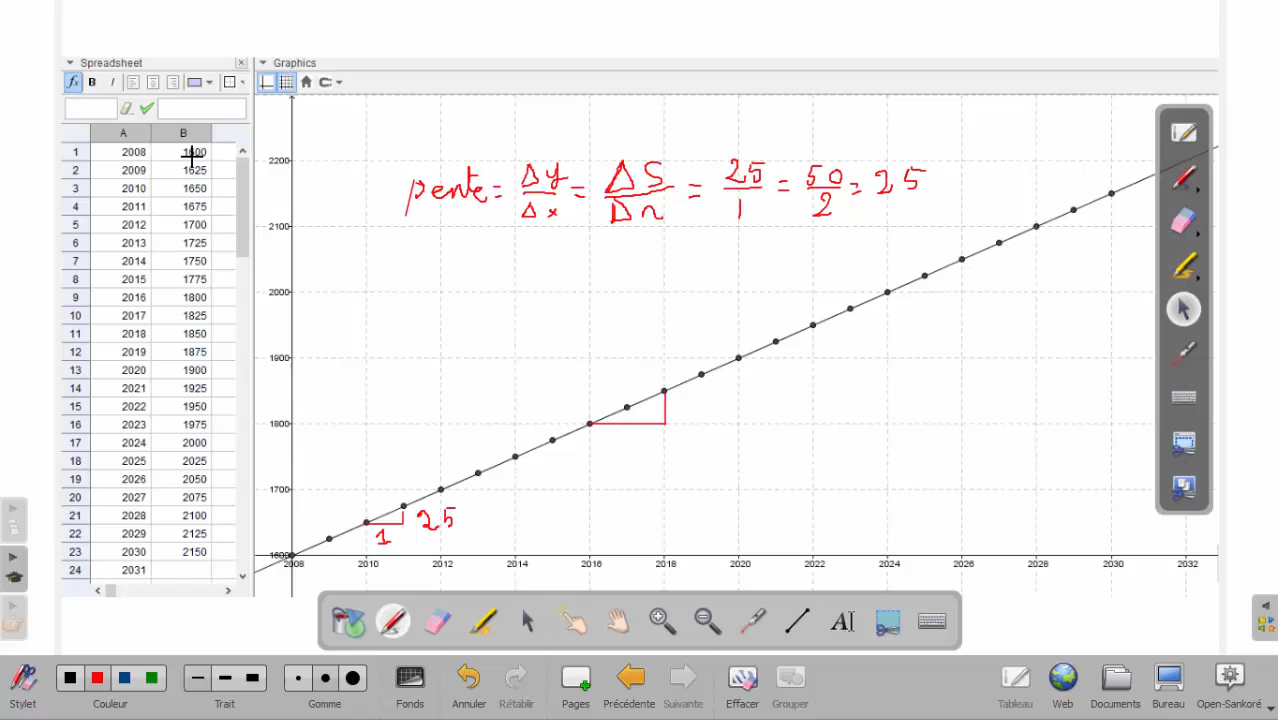 Spreadsheet
Graphics
fx B I
A B
1 2008 1600
2 2009 1625
3 2010 1650
4 2011 1675
5 2012 1700
6 2013 1725
7 2014 1750
8 2015 1775
9 2016 1800
10 2017 1825
11 2018 1850
12 2019 1875
13 2020 1900
14 2021 1925
15 2022 1950
16 2023 1975
17 2024 2000
18 2025 2025
19 2026 2050
20 2027 2075
21 2028 2100
22 2029 2125
23 2030 2150
24 2031
pente = Δy/Δx = ΔS/Δn = 25/1 = 50/2 = 25
2200
2100
2000
1900
1800
1700
1600
25
1
2008 2010 2012 2014 2016 2018 2020 2022 2024 2026 2028 2030 2032
AI
Stylet Couleur Trait Gomme Fonds Annuler Rétablir Pages Précédente Suivante Effacer Grouper Tableau Web Documents Bureau Open-Sankoré